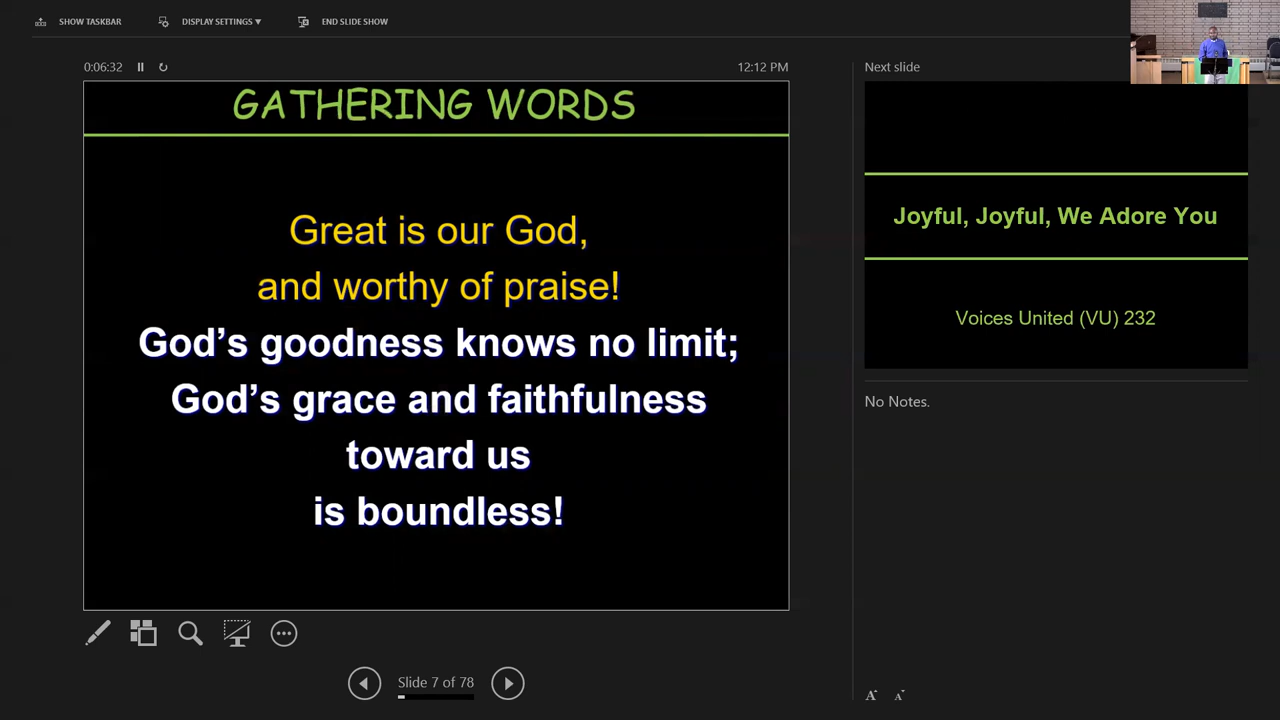 SHOW TASKBAR
DISPLAY SETTINGS ▼
END SLIDE SHOW
0:06:32
12:12 PM
GATHERING WORDS
Great is our God,
and worthy of praise!
God’s goodness knows no limit;
God’s grace and faithfulness
toward us
is boundless!
Slide 7 of 78
Next slide
Joyful, Joyful, We Adore You
Voices United (VU) 232
No Notes.
A A